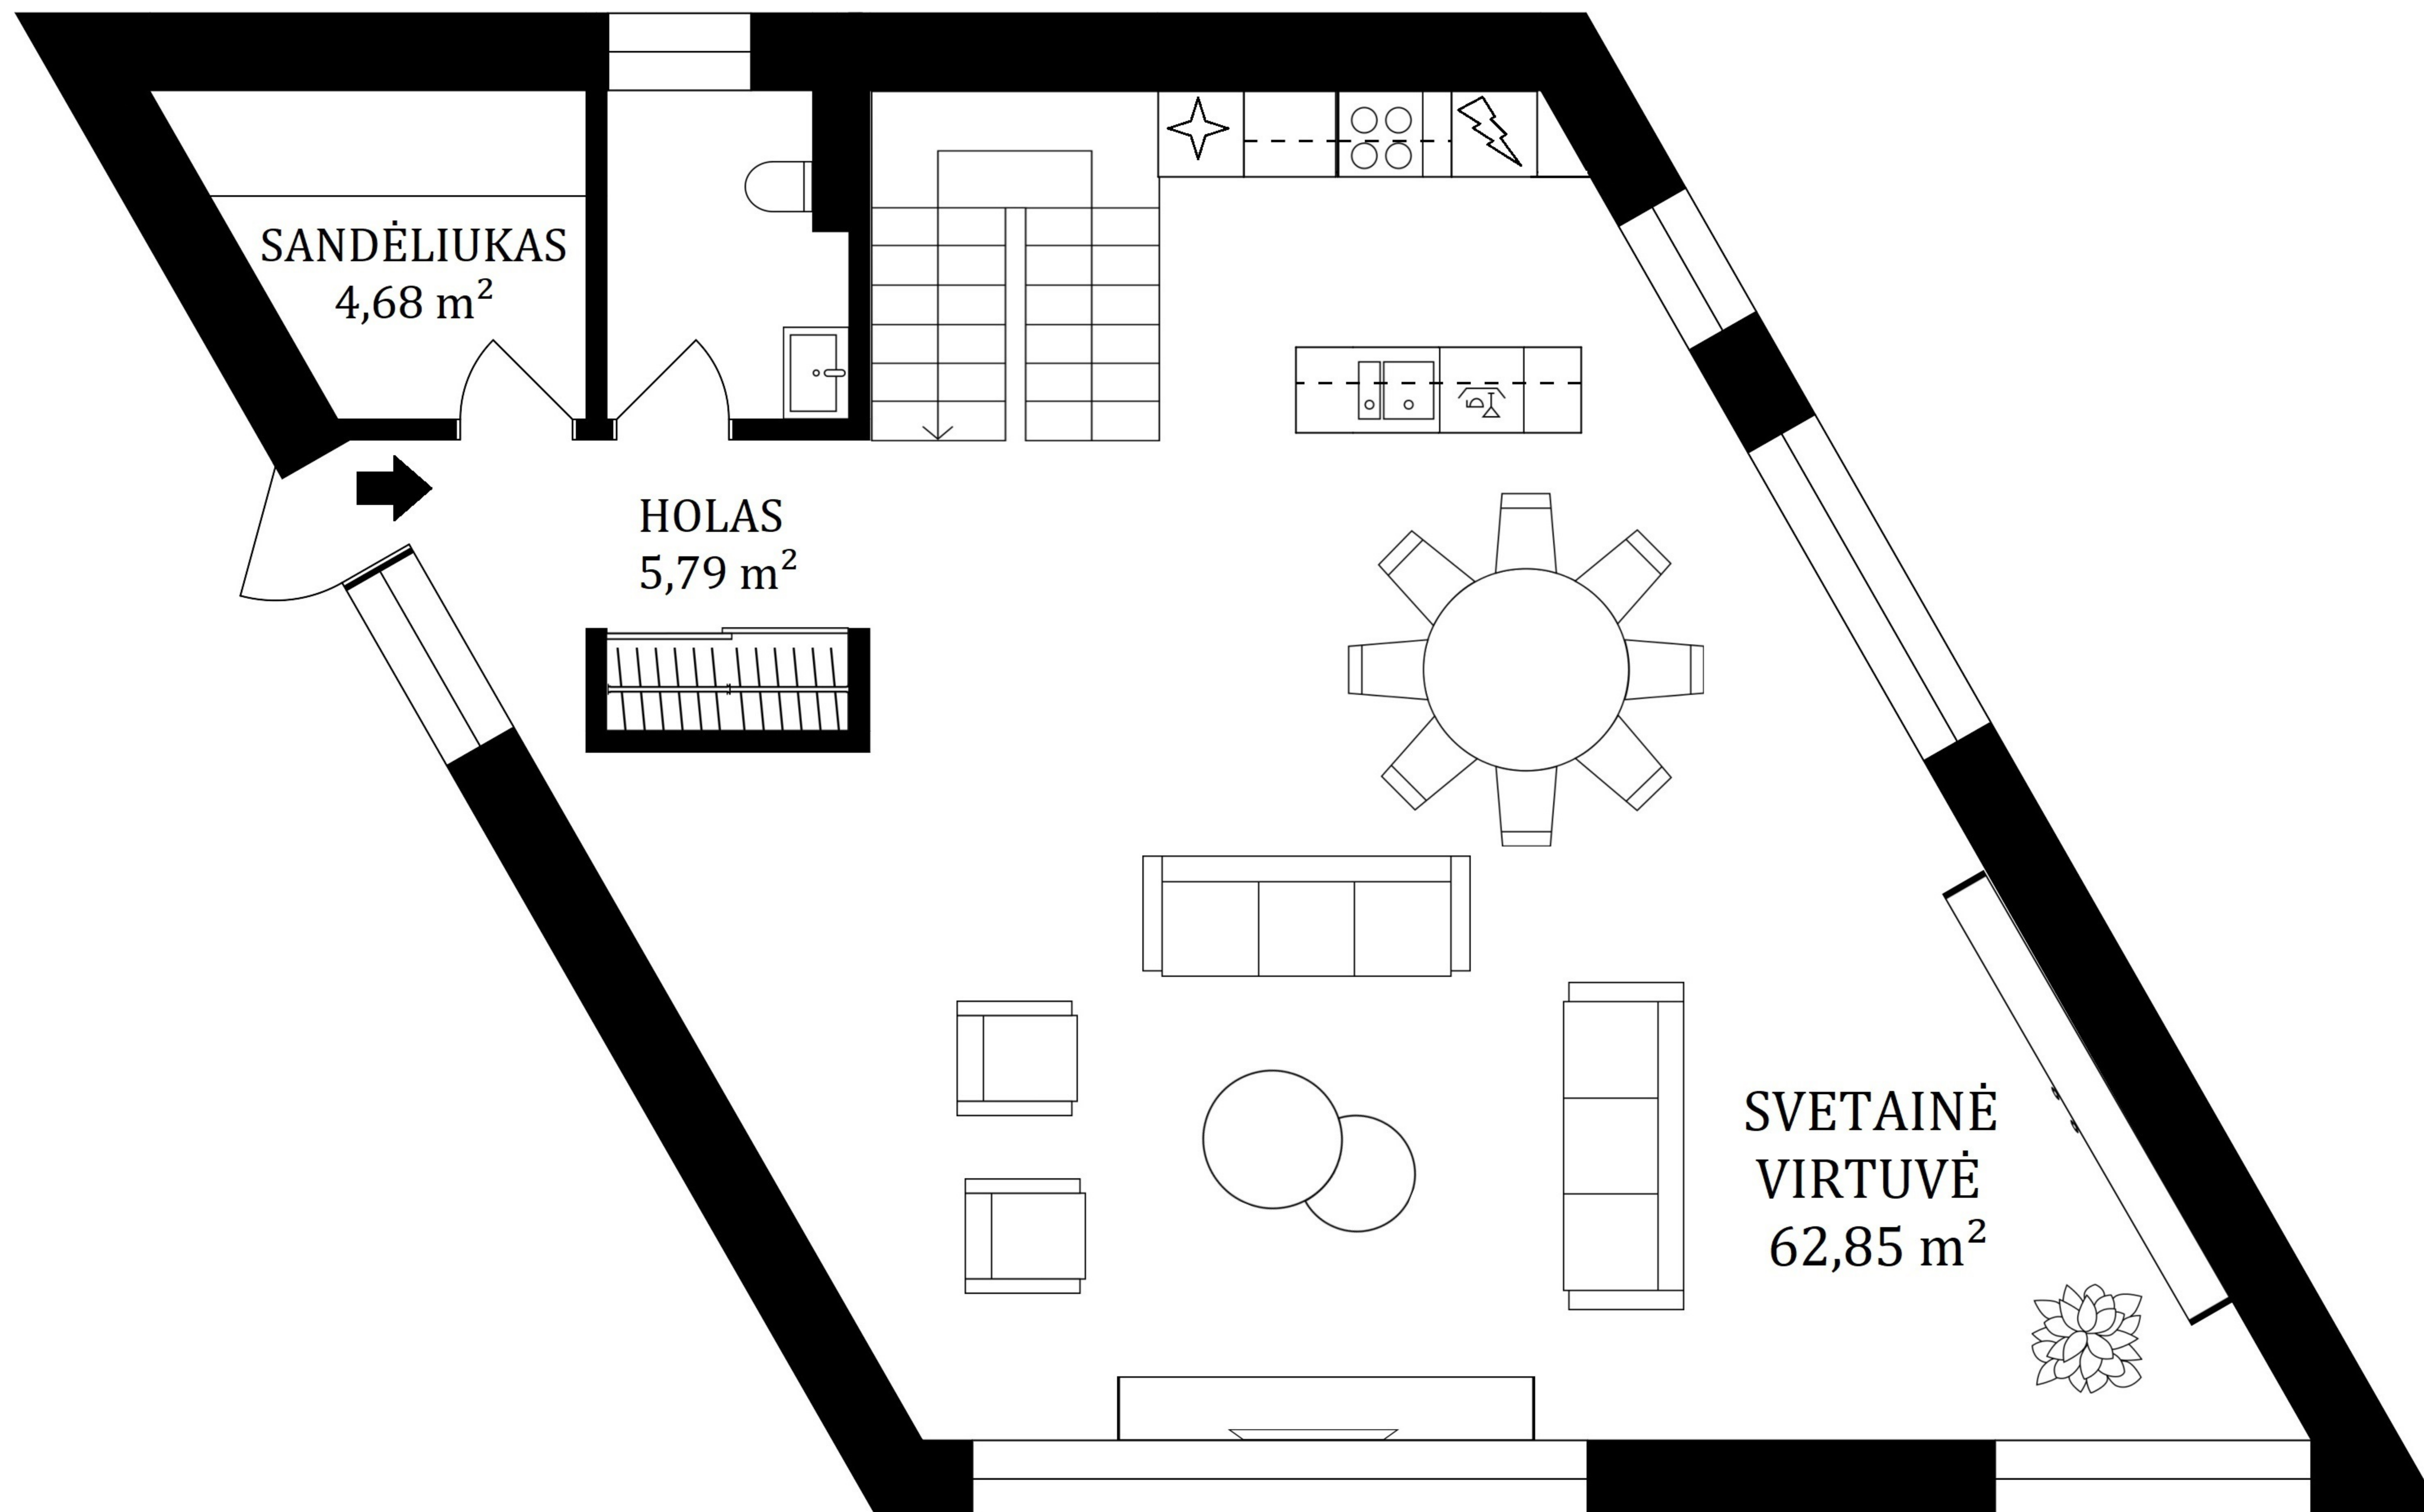 SANDĖLIUKAS
4,68 m²
HOLAS
5,79 m²
SVETAINĖ
VIRTUVĖ
62,85 m²